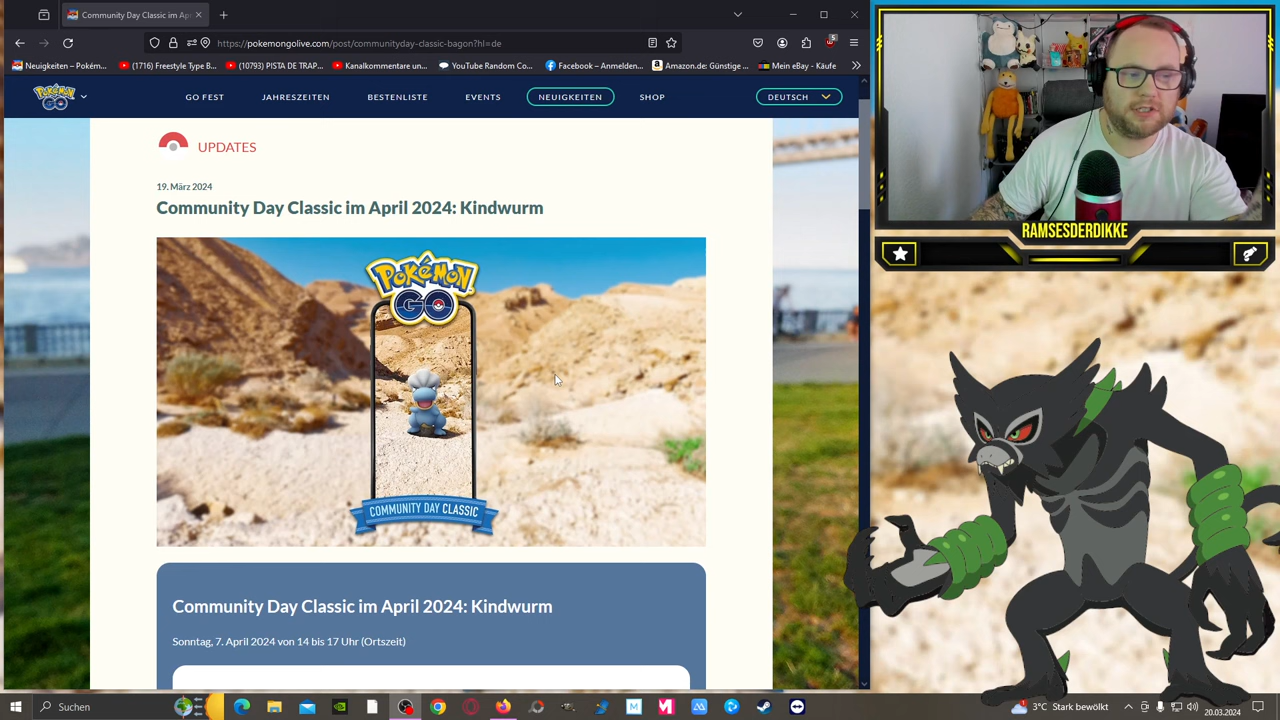 Community Day Classic im Apr
https://pokemongolive.com/post/communityday-classic-bagon?hl=de
5
Neuigkeiten – Pokém...
(1716) Freestyle Type B...
(10793) PISTA DE TRAP...
Kanalkommentare un...
YouTube Random Co...
Facebook – Anmelden...
Amazon.de: Günstige ...
Mein eBay - Käufe
POKÉMON GO
GO FEST
JAHRESZEITEN
BESTENLISTE
EVENTS
NEUIGKEITEN
SHOP
DEUTSCH
UPDATES
19. März 2024
Community Day Classic im April 2024: Kindwurm
POKÉMON
GO
COMMUNITY DAY CLASSIC
Community Day Classic im April 2024: Kindwurm
Sonntag, 7. April 2024 von 14 bis 17 Uhr (Ortszeit)
RAMSESDERDIKKE
Suchen
3°C Stark bewölkt
20.03.2024